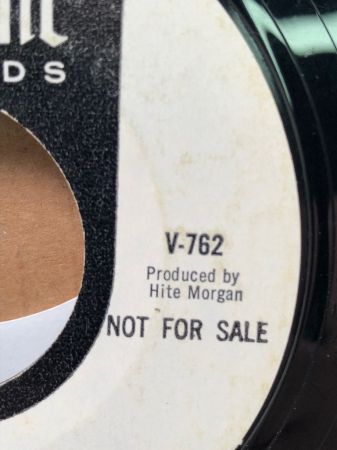 DS
V-762
Produced by
Hite Morgan
NOT FOR SALE